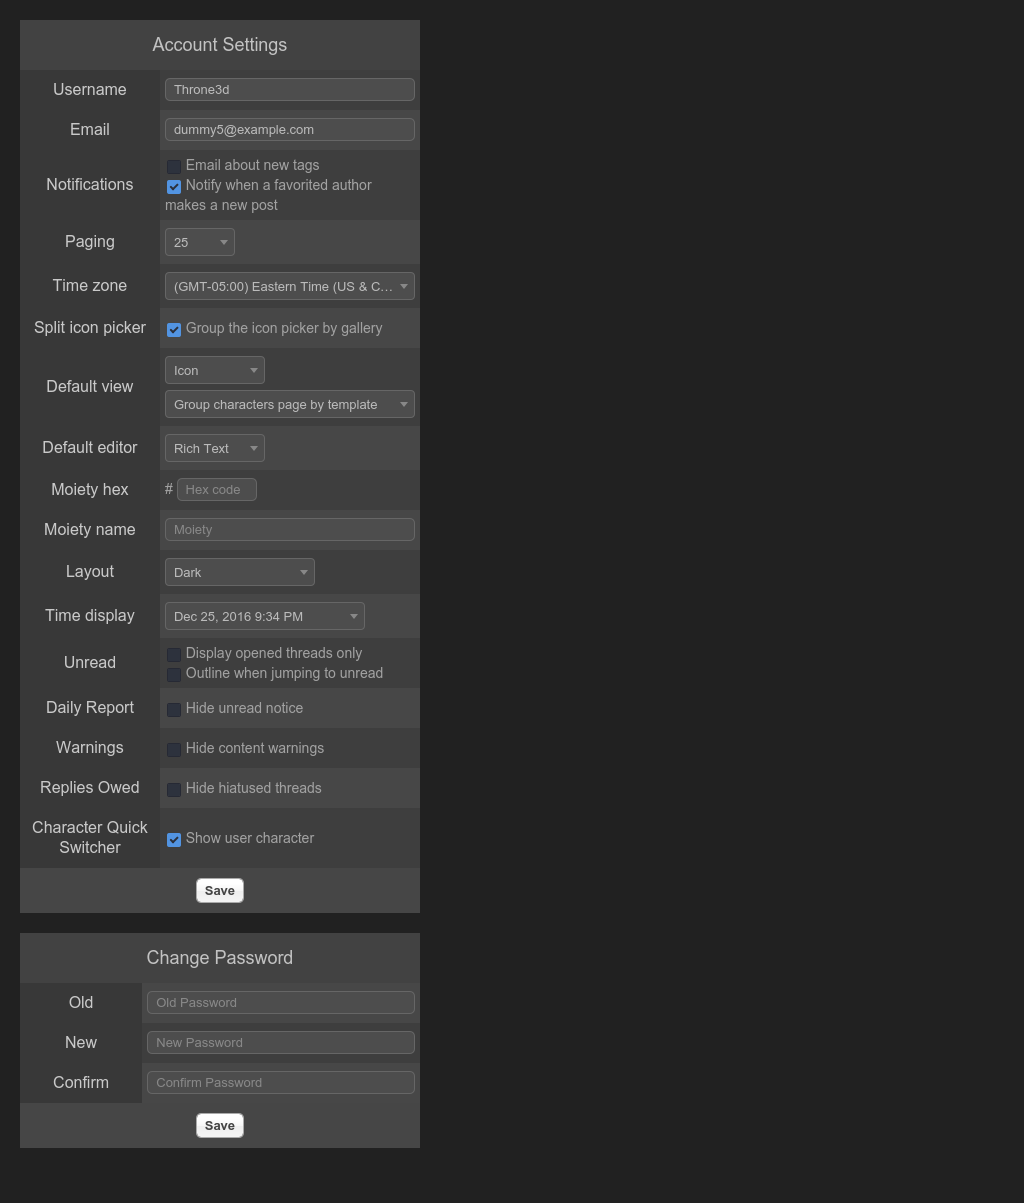 Account Settings
Username
Throne3d
Email
dummy5@example.com
Notifications
Email about new tags
Notify when a favorited author
makes a new post
Paging
25
Time zone
(GMT-05:00) Eastern Time (US & C...
Split icon picker
Group the icon picker by gallery
Default view
Icon
Group characters page by template
Default editor
Rich Text
Moiety hex
# Hex code
Moiety name
Moiety
Layout
Dark
Time display
Dec 25, 2016 9:34 PM
Unread
Display opened threads only
Outline when jumping to unread
Daily Report
Hide unread notice
Warnings
Hide content warnings
Replies Owed
Hide hiatused threads
Character Quick
Switcher
Show user character
Save
Change Password
Old
Old Password
New
New Password
Confirm
Confirm Password
Save